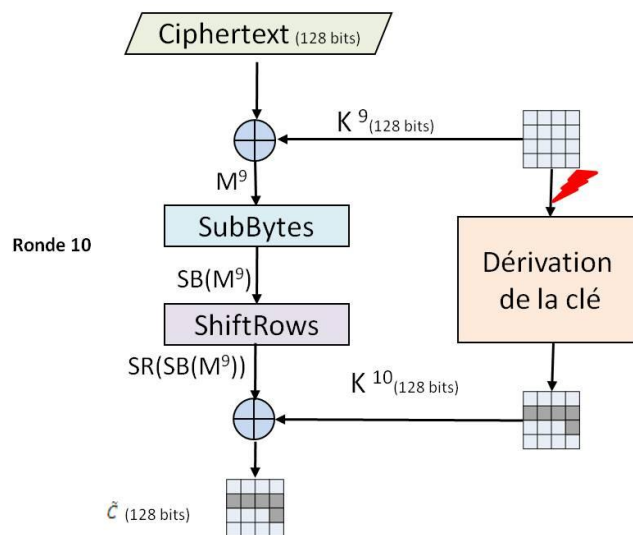 Ciphertext (128 bits)
K 9 (128 bits)
M9
Ronde 10
SubBytes
Dérivation
de la clé
SB(M9)
ShiftRows
SR(SB(M9))
K 10 (128 bits)
C̃ (128 bits)